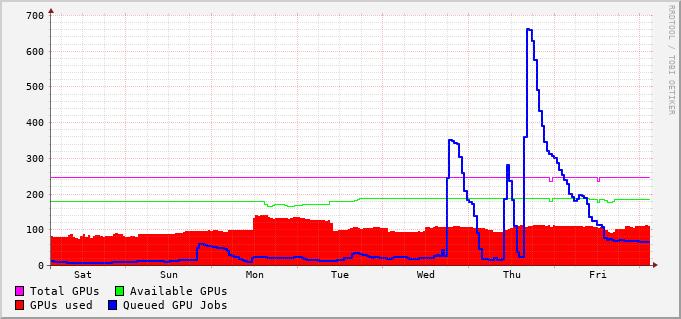 RRDTOOL / TOBI OETIKER
700
600
500
400
300
200
100
0
Sat Sun Mon Tue Wed Thu Fri
Total GPUs Available GPUs
GPUs used Queued GPU Jobs